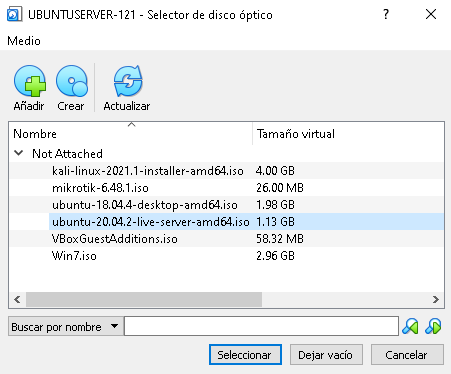 UBUNTUSERVER-121 - Selector de disco óptico
Medio
Añadir Crear Actualizar
Nombre Tamaño virtual
Not Attached
kali-linux-2021.1-installer-amd64.iso 4.00 GB
mikrotik-6.48.1.iso 26.00 MB
ubuntu-18.04.4-desktop-amd64.iso 1.98 GB
ubuntu-20.04.2-live-server-amd64.iso 1.13 GB
VBoxGuestAdditions.iso 58.32 MB
Win7.iso 2.96 GB
Buscar por nombre
Seleccionar Dejar vacío Cancelar